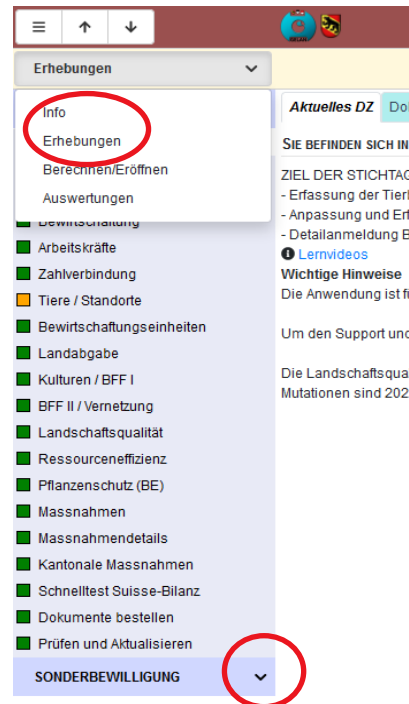 Erhebungen
Info
Erhebungen
Berechnen/Eröffnen
Auswertungen
Bewirtschaftung
Arbeitskräfte
Zahlverbindung
Tiere / Standorte
Bewirtschaftungseinheiten
Landabgabe
Kulturen / BFF I
BFF II / Vernetzung
Landschaftsqualität
Ressourceneffizienz
Pflanzenschutz (BE)
Massnahmen
Massnahmendetails
Kantonale Massnahmen
Schnelltest Suisse-Bilanz
Dokumente bestellen
Prüfen und Aktualisieren
SONDERBEWILLIGUNG
Aktuelles DZ
SIE BEFINDEN SICH IN
ZIEL DER STICHTAG
- Erfassung der Tier
- Anpassung und Erf
- Detailanmeldung B
Lernvideos
Wichtige Hinweise
Die Anwendung ist fü
Um den Support und
Die Landschaftsqua
Mutationen sind 202